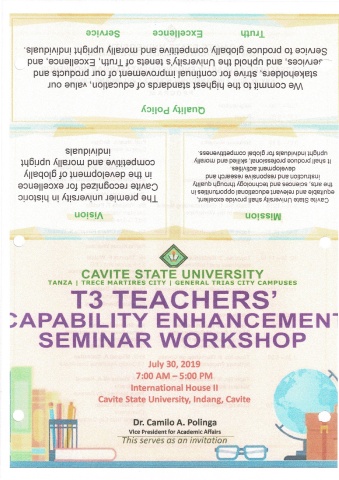 Truth Excellence Service
We commit to the highest standards of education, value our
stakeholders, strive for continual improvement of our products and
services, and uphold the University's tenets of Truth, Excellence, and
Service to produce globally competitive and morally upright individuals.
Quality Policy
Mission
Cavite State University shall provide excellent,
equitable and relevant educational opportunities in
the arts, sciences and technology through quality
instruction and responsive research and
development activities.
It shall produce professional, skilled and morally
upright individuals for global competitiveness.
Vision
The premier university in historic
Cavite recognized for excellence
in the development of globally
competitive and morally upright
individuals
CAVITE STATE UNIVERSITY
TANZA | TRECE MARTIRES CITY | GENERAL TRIAS CITY CAMPUSES
T3 TEACHERS'
CAPABILITY ENHANCEMENT
SEMINAR WORKSHOP
July 30, 2019
7:00 AM – 5:00 PM
International House II
Cavite State University, Indang, Cavite
Dr. Camilo A. Polinga
Vice President for Academic Affairs
This serves as an invitation